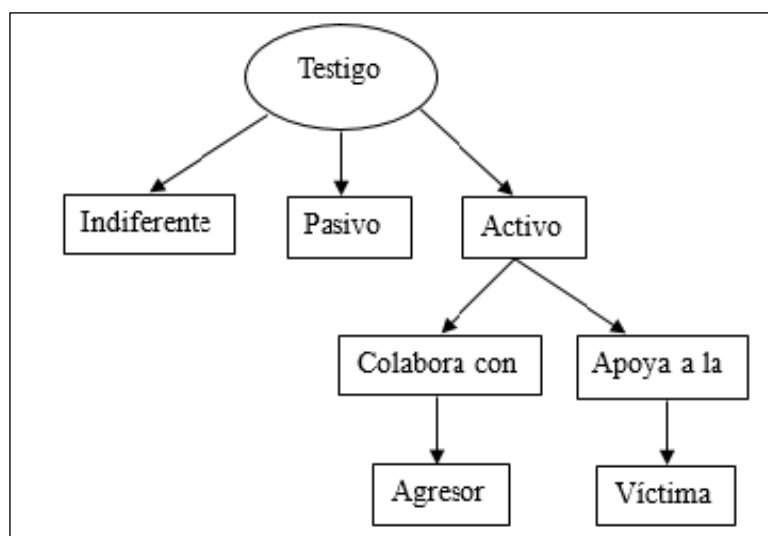 Testigo
Indiferente
Pasivo
Activo
Colabora con
Apoya a la
Agresor
Víctima